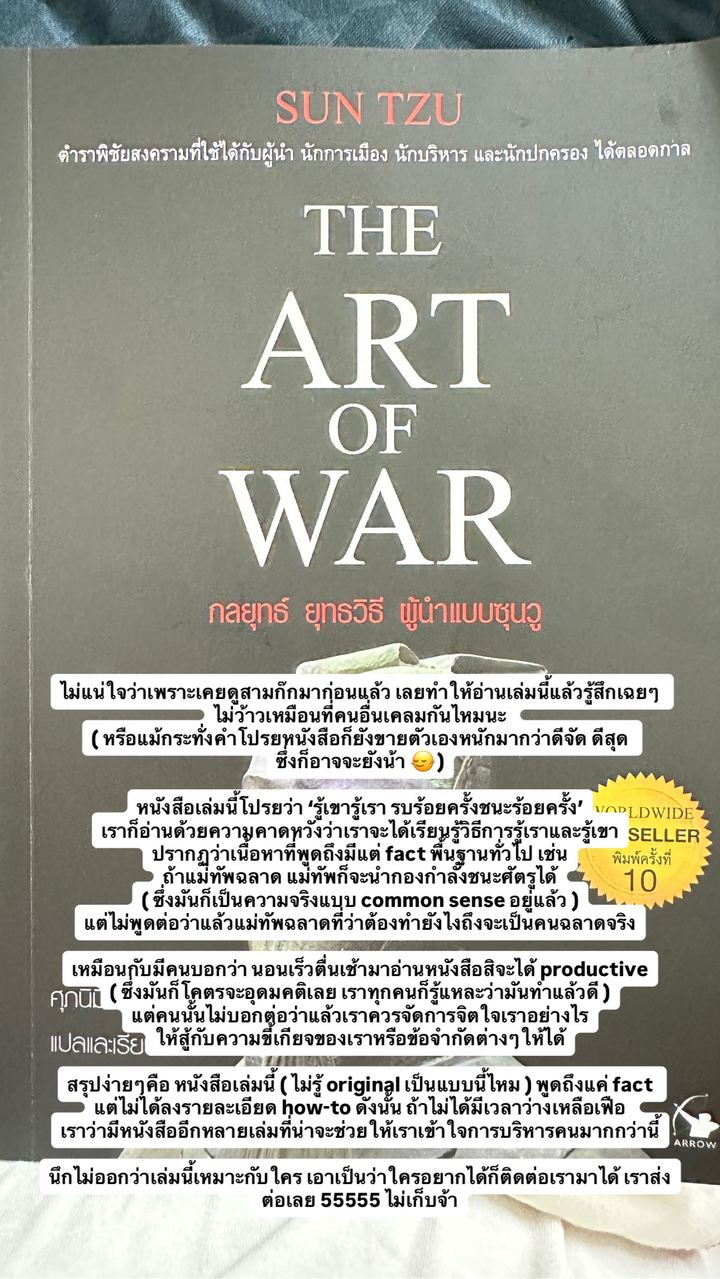 SUN TZU
ตำราพิชัยสงครามที่ใช้ได้กับผู้นำ นักการเมือง นักบริหาร และนักปกครอง ได้ตลอดกาล
THE
ART
OF
WAR
กลยุทธ์ ยุทธวิธี ผู้นำแบบซุนวู
ไม่แน่ใจว่าเพราะเคยดูสามก๊กมาก่อนแล้ว เลยทำให้อ่านเล่มนี้แล้วรู้สึกเฉยๆ
ไม่ว้าวเหมือนที่คนอื่นเคลมกันไหมนะ
( หรือแม้กระทั่งคำโปรยหนังสือก็ยังขายตัวเองหนักมากว่าดีจัด ดีสุด
ซึ่งก็อาจจะยังน้า 😌 )
หนังสือเล่มนี้โปรยว่า ‘รู้เขารู้เรา รบร้อยครั้งชนะร้อยครั้ง’
เราก็อ่านด้วยความคาดหวังว่าเราจะได้เรียนรู้วิธีการรู้เราและรู้เขา
ปรากฏว่าเนื้อหาที่พูดถึงมีแต่ fact พื้นฐานทั่วไป เช่น
ถ้าแม่ทัพฉลาด แม่ทัพก็จะนำกองกำลังชนะศัตรูได้
( ซึ่งมันก็เป็นความจริงแบบ common sense อยู่แล้ว )
แต่ไม่พูดต่อว่าแล้วแม่ทัพฉลาดที่ว่าต้องทำยังไงถึงจะเป็นคนฉลาดจริง
WORLDWIDE
SELLER
พิมพ์ครั้งที่
10
เหมือนกับมีคนบอกว่า นอนเร็วตื่นเช้ามาอ่านหนังสือสิจะได้ productive
( ซึ่งมันก็โคตรจะอุดมคติเลย เราทุกคนก็รู้แหละว่ามันทำแล้วดี )
แต่คนนั้นไม่บอกต่อว่าแล้วเราควรจัดการจิตใจเราอย่างไร
ให้สู้กับความขี้เกียจของเราหรือข้อจำกัดต่างๆ ให้ได้
แปลและเรีย
สรุปง่ายๆคือ หนังสือเล่มนี้ ( ไม่รู้ original เป็นแบบนี้ไหม ) พูดถึงแค่ fact
แต่ไม่ได้ลงรายละเอียด how-to ดังนั้น ถ้าไม่ได้มีเวลาว่างเหลือเฟือ
เราว่ามีหนังสืออีกหลายเล่มที่น่าจะช่วยให้เราเข้าใจการบริหารคนมากกว่านี้
ARROW
นึกไม่ออกว่าเล่มนี้เหมาะกับใคร เอาเป็นว่าใครอยากได้ก็ติดต่อเรามาได้ เราส่ง
ต่อเลย 55555 ไม่เก็บจ้า